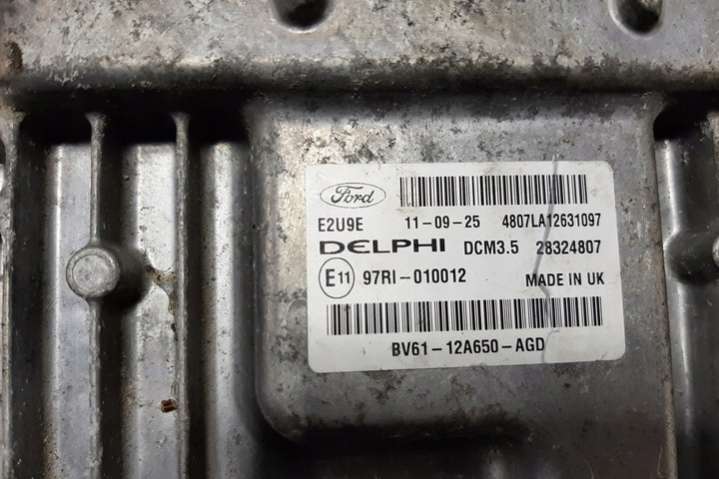 Ford
E2U9E 11-09-25 4807LA12631097
DELPHI DCM3.5 28324807
E11 97RI-010012 MADE IN UK
BV61-12A650-AGD